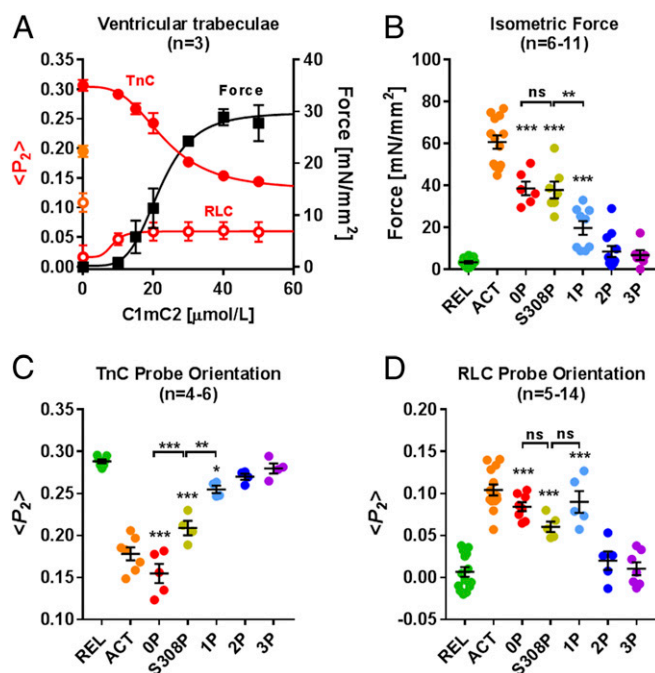 A
Ventricular trabeculae
(n=3)
TnC
Force
RLC
<P2>
0.35
0.30
0.25
0.20
0.15
0.10
0.05
0.00
Force [mN/mm²]
40
30
20
10
0
0 20 40 60
C1mC2 [µmol/L]
B
Isometric Force
(n=6-11)
ns **
*** *** ***
Force [mN/mm²]
100
80
60
40
20
0
REL ACT 0P S308P 1P 2P 3P
C
TnC Probe Orientation
(n=4-6)
*** **
*** *** *
<P2>
0.35
0.30
0.25
0.20
0.15
0.10
REL ACT 0P S308P 1P 2P 3P
D
RLC Probe Orientation
(n=5-14)
ns ns
*** *** ***
<P2>
0.20
0.15
0.10
0.05
0.00
-0.05
REL ACT 0P S308P 1P 2P 3P